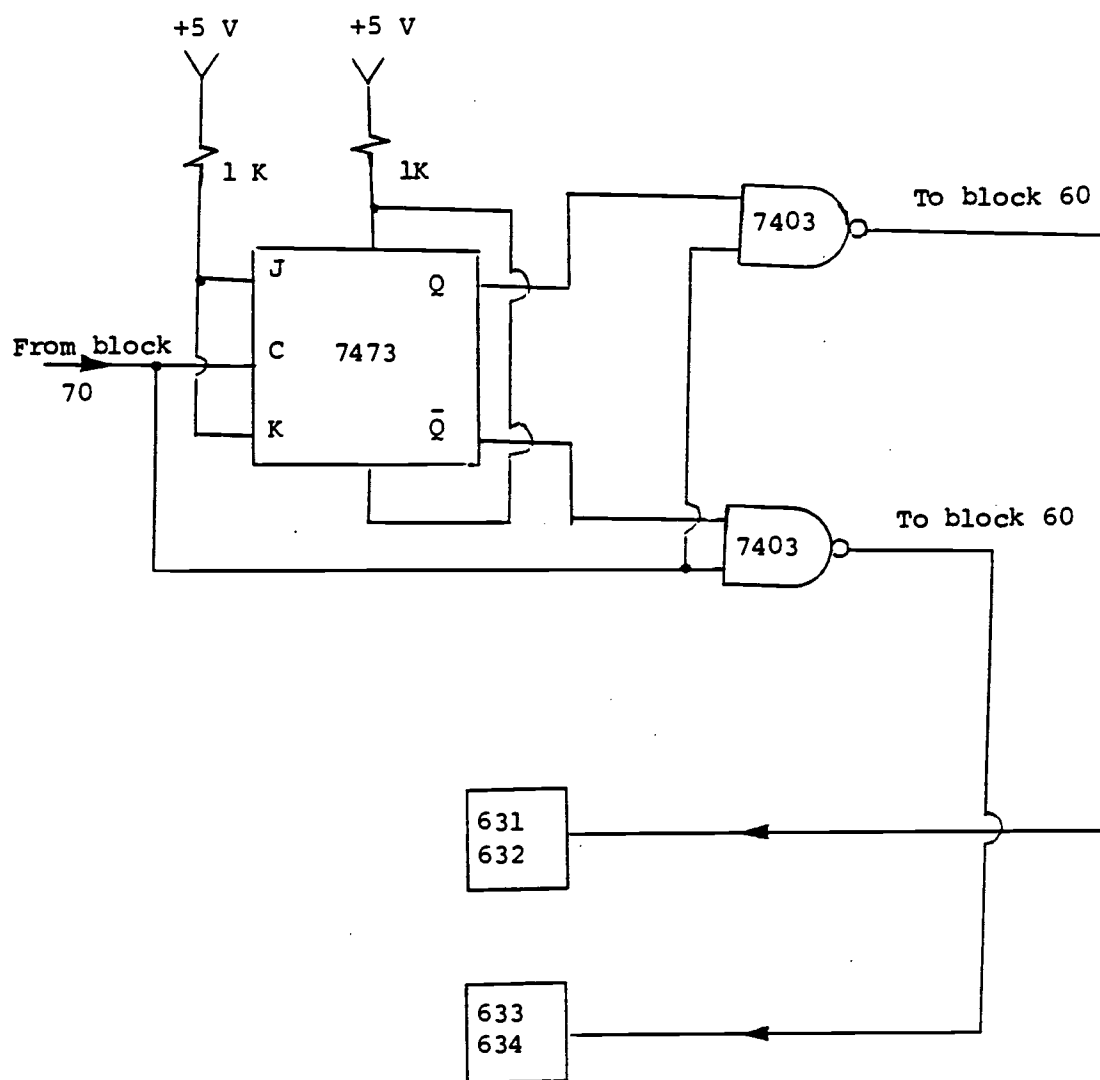 +5 V
+5 V
1 K
1K
To block 60
7403
J
Q
From block
70
C
7473
K
Q̅
To block 60
7403
631
632
633
634